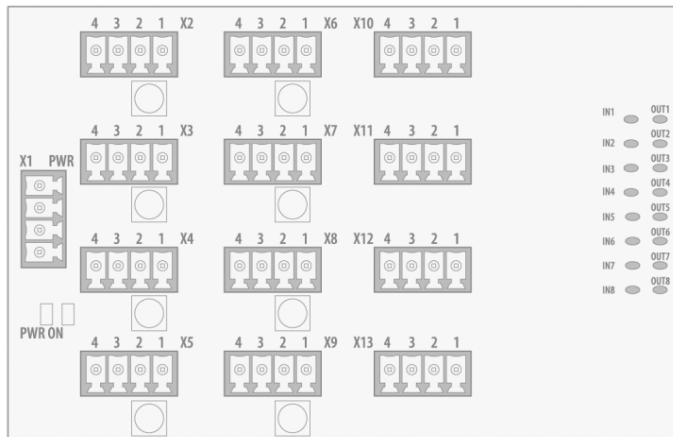 4 3 2 1 X2 4 3 2 1 X6 X10 4 3 2 1
IN1 OUT1
IN2 OUT2
4 3 2 1 X3 4 3 2 1 X7 X11 4 3 2 1
X1 PWR
IN3 OUT3
IN4 OUT4
IN5 OUT5
4 3 2 1 X4 4 3 2 1 X8 X12 4 3 2 1
IN6 OUT6
IN7 OUT7
IN8 OUT8
PWR ON
4 3 2 1 X5 4 3 2 1 X9 X13 4 3 2 1